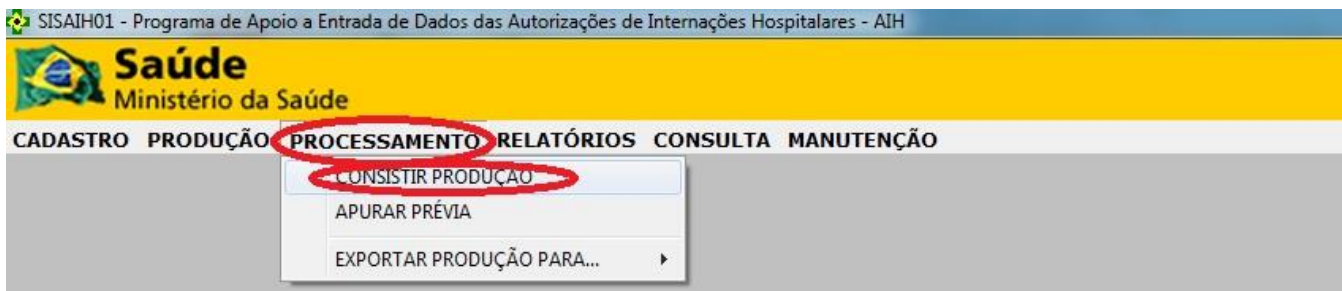 SISAIH01 - Programa de Apoio a Entrada de Dados das Autorizações de Internações Hospitalares - AIH
Saúde
Ministério da Saúde
CADASTRO PRODUÇÃO PROCESSAMENTO RELATÓRIOS CONSULTA MANUTENÇÃO
CONSISTIR PRODUÇÃO
APURAR PRÉVIA
EXPORTAR PRODUÇÃO PARA...